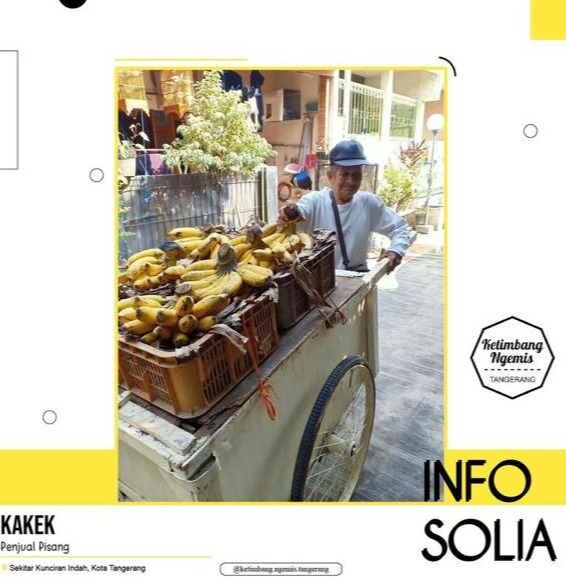 Ketimbang
Ngemis
TANGERANG
INFO
SOLIA
KAKEK
Penjual Pisang
Sekitar Kunciran Indah, Kota Tangerang
@ketimbang.ngemis.tangerang